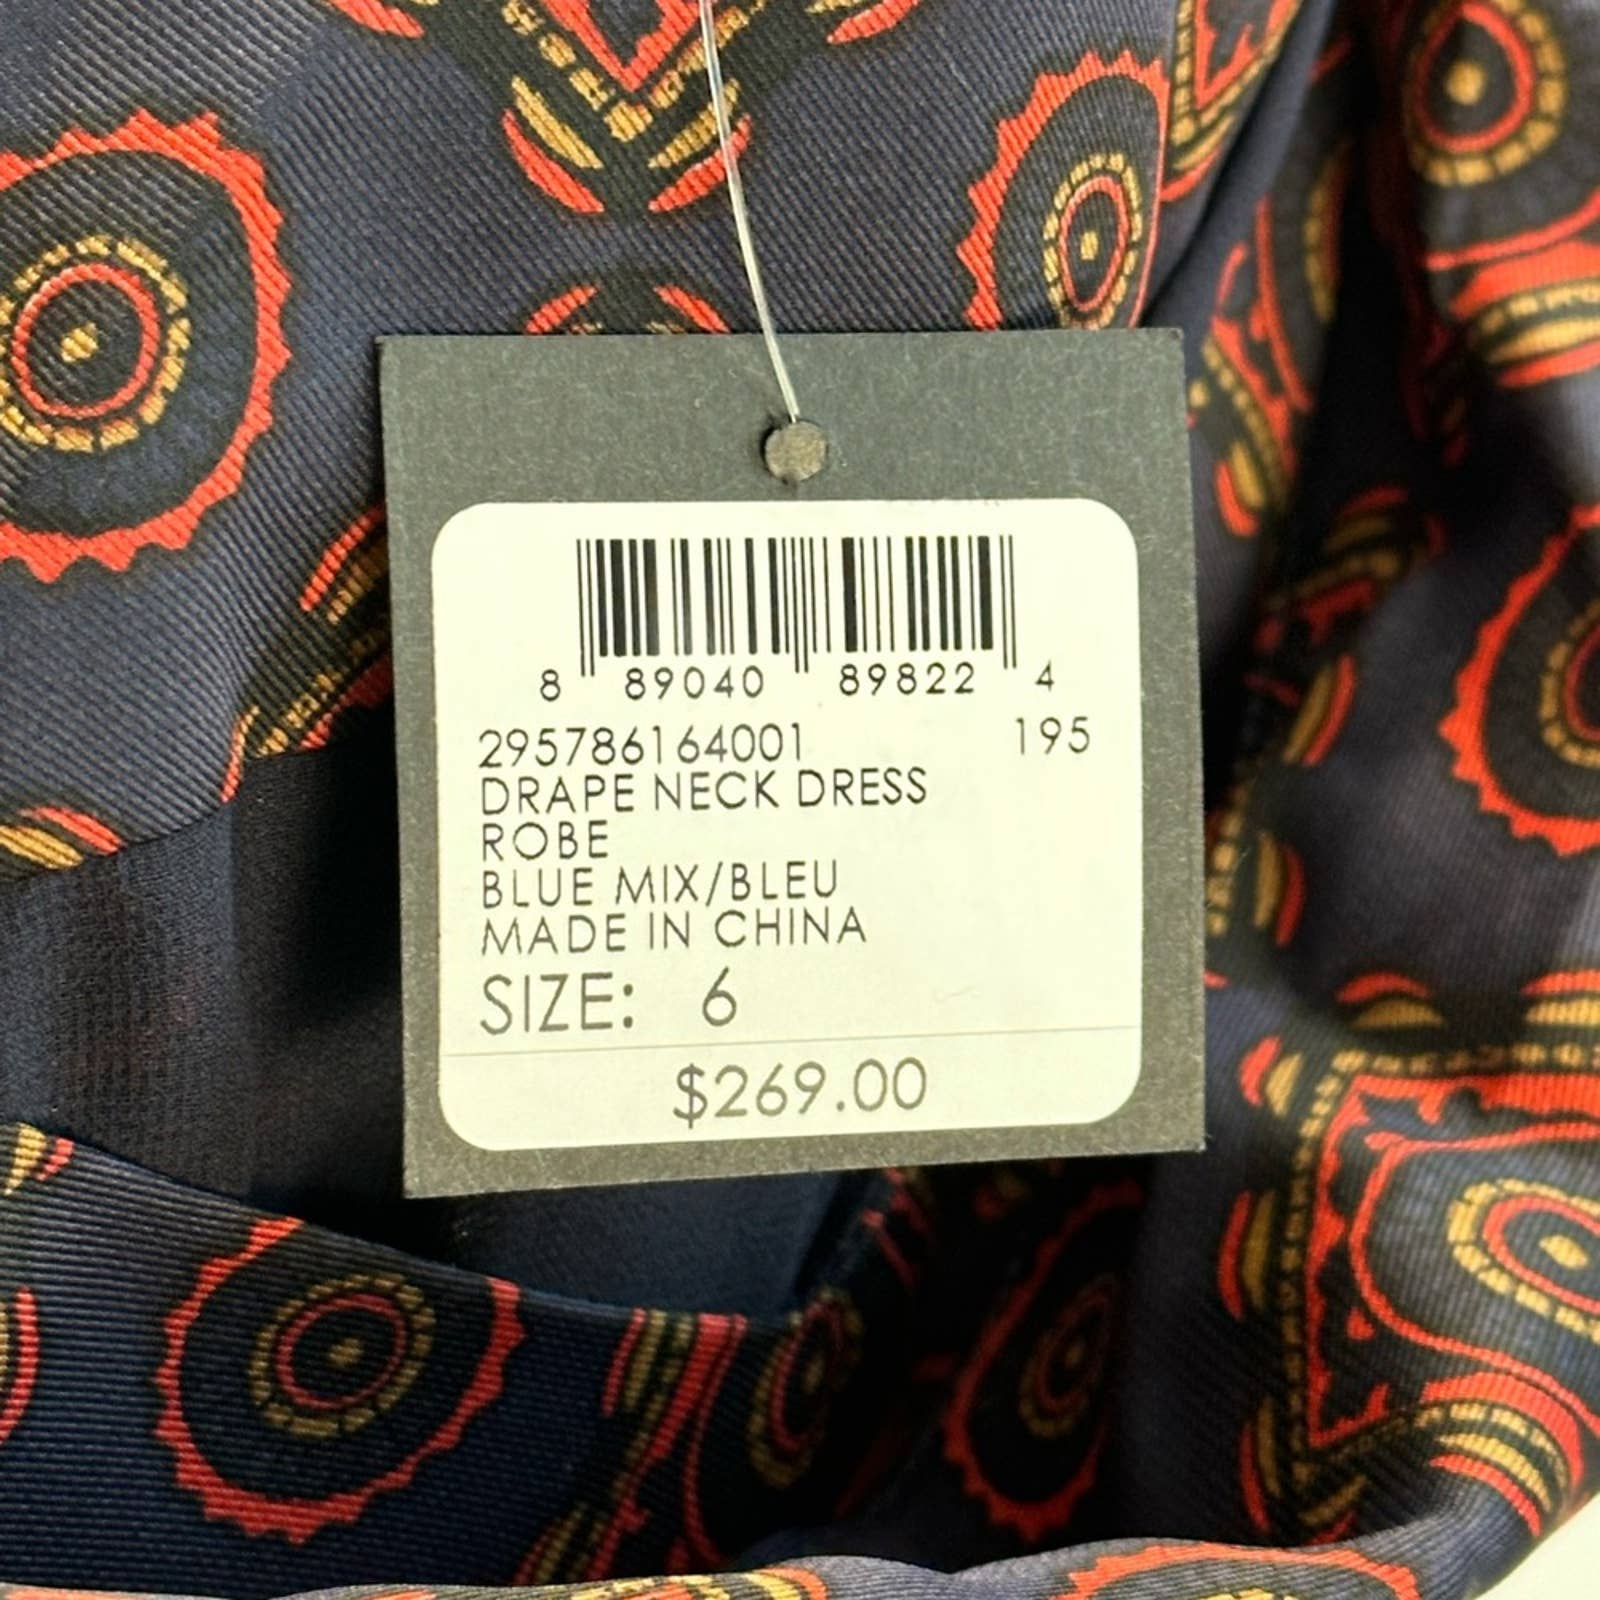 8 89040 89822 4
295786164001 195
DRAPE NECK DRESS
ROBE
BLUE MIX/BLEU
MADE IN CHINA
SIZE: 6
$269.00